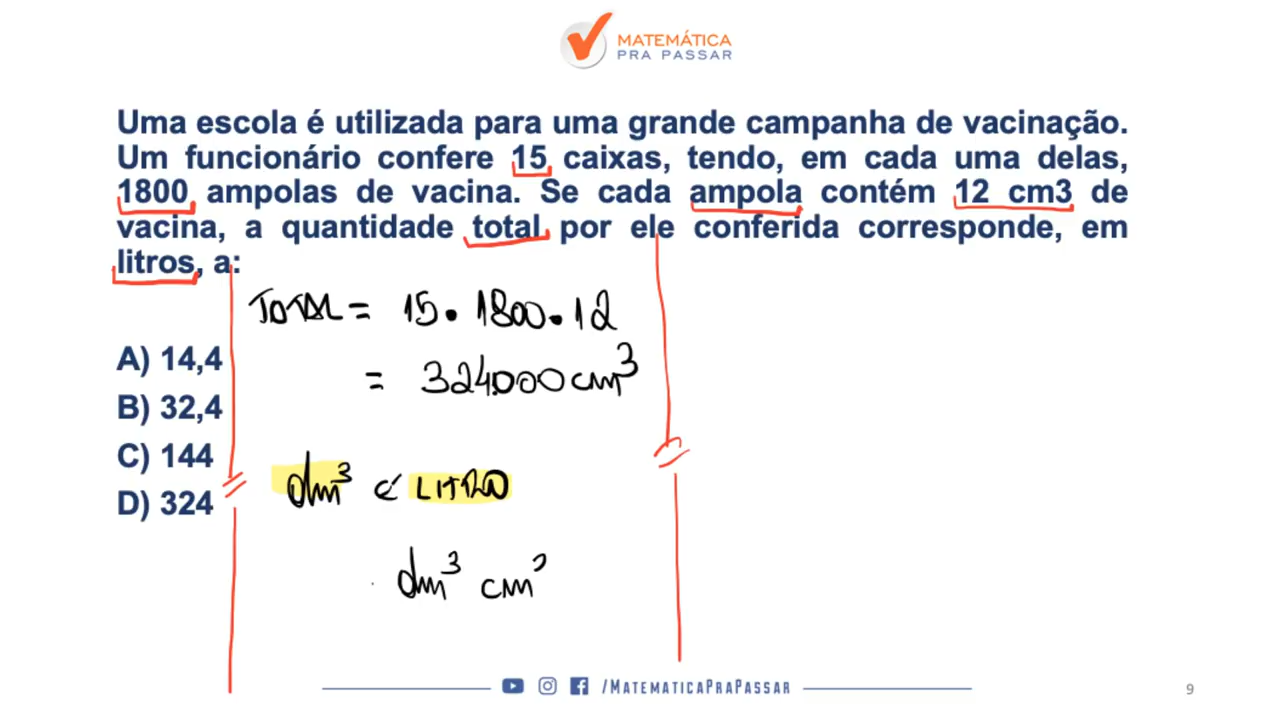 MATEMÁTICA
PRA PASSAR
Uma escola é utilizada para uma grande campanha de vacinação.
Um funcionário confere 15 caixas, tendo, em cada uma delas,
1800 ampolas de vacina. Se cada ampola contém 12 cm3 de
vacina, a quantidade total por ele conferida corresponde, em
litros, a:
TOTAL = 15 • 1800 • 12
= 324.000 cm³
A) 14,4
B) 32,4
C) 144
D) 324
dm³ é LITRO
dm³ cm³
/MATEMATICAPRAPASSAR
9